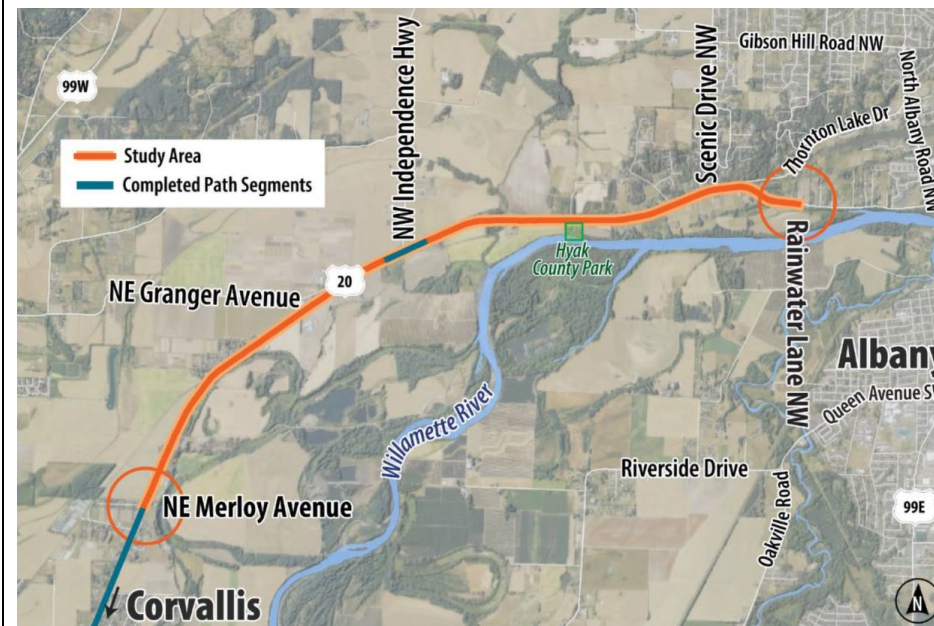 99W
Study Area
Completed Path Segments
NW Independence Hwy
Scenic Drive NW
Gibson Hill Road NW
North Albany Road NW
Thornton Lake Dr
Hyak
County Park
20
NE Granger Avenue
Rainwater Lane NW
Albany
Queen Avenue S
Willamette River
Riverside Drive
NE Merloy Avenue
Oakville Road
99E
Corvallis
N